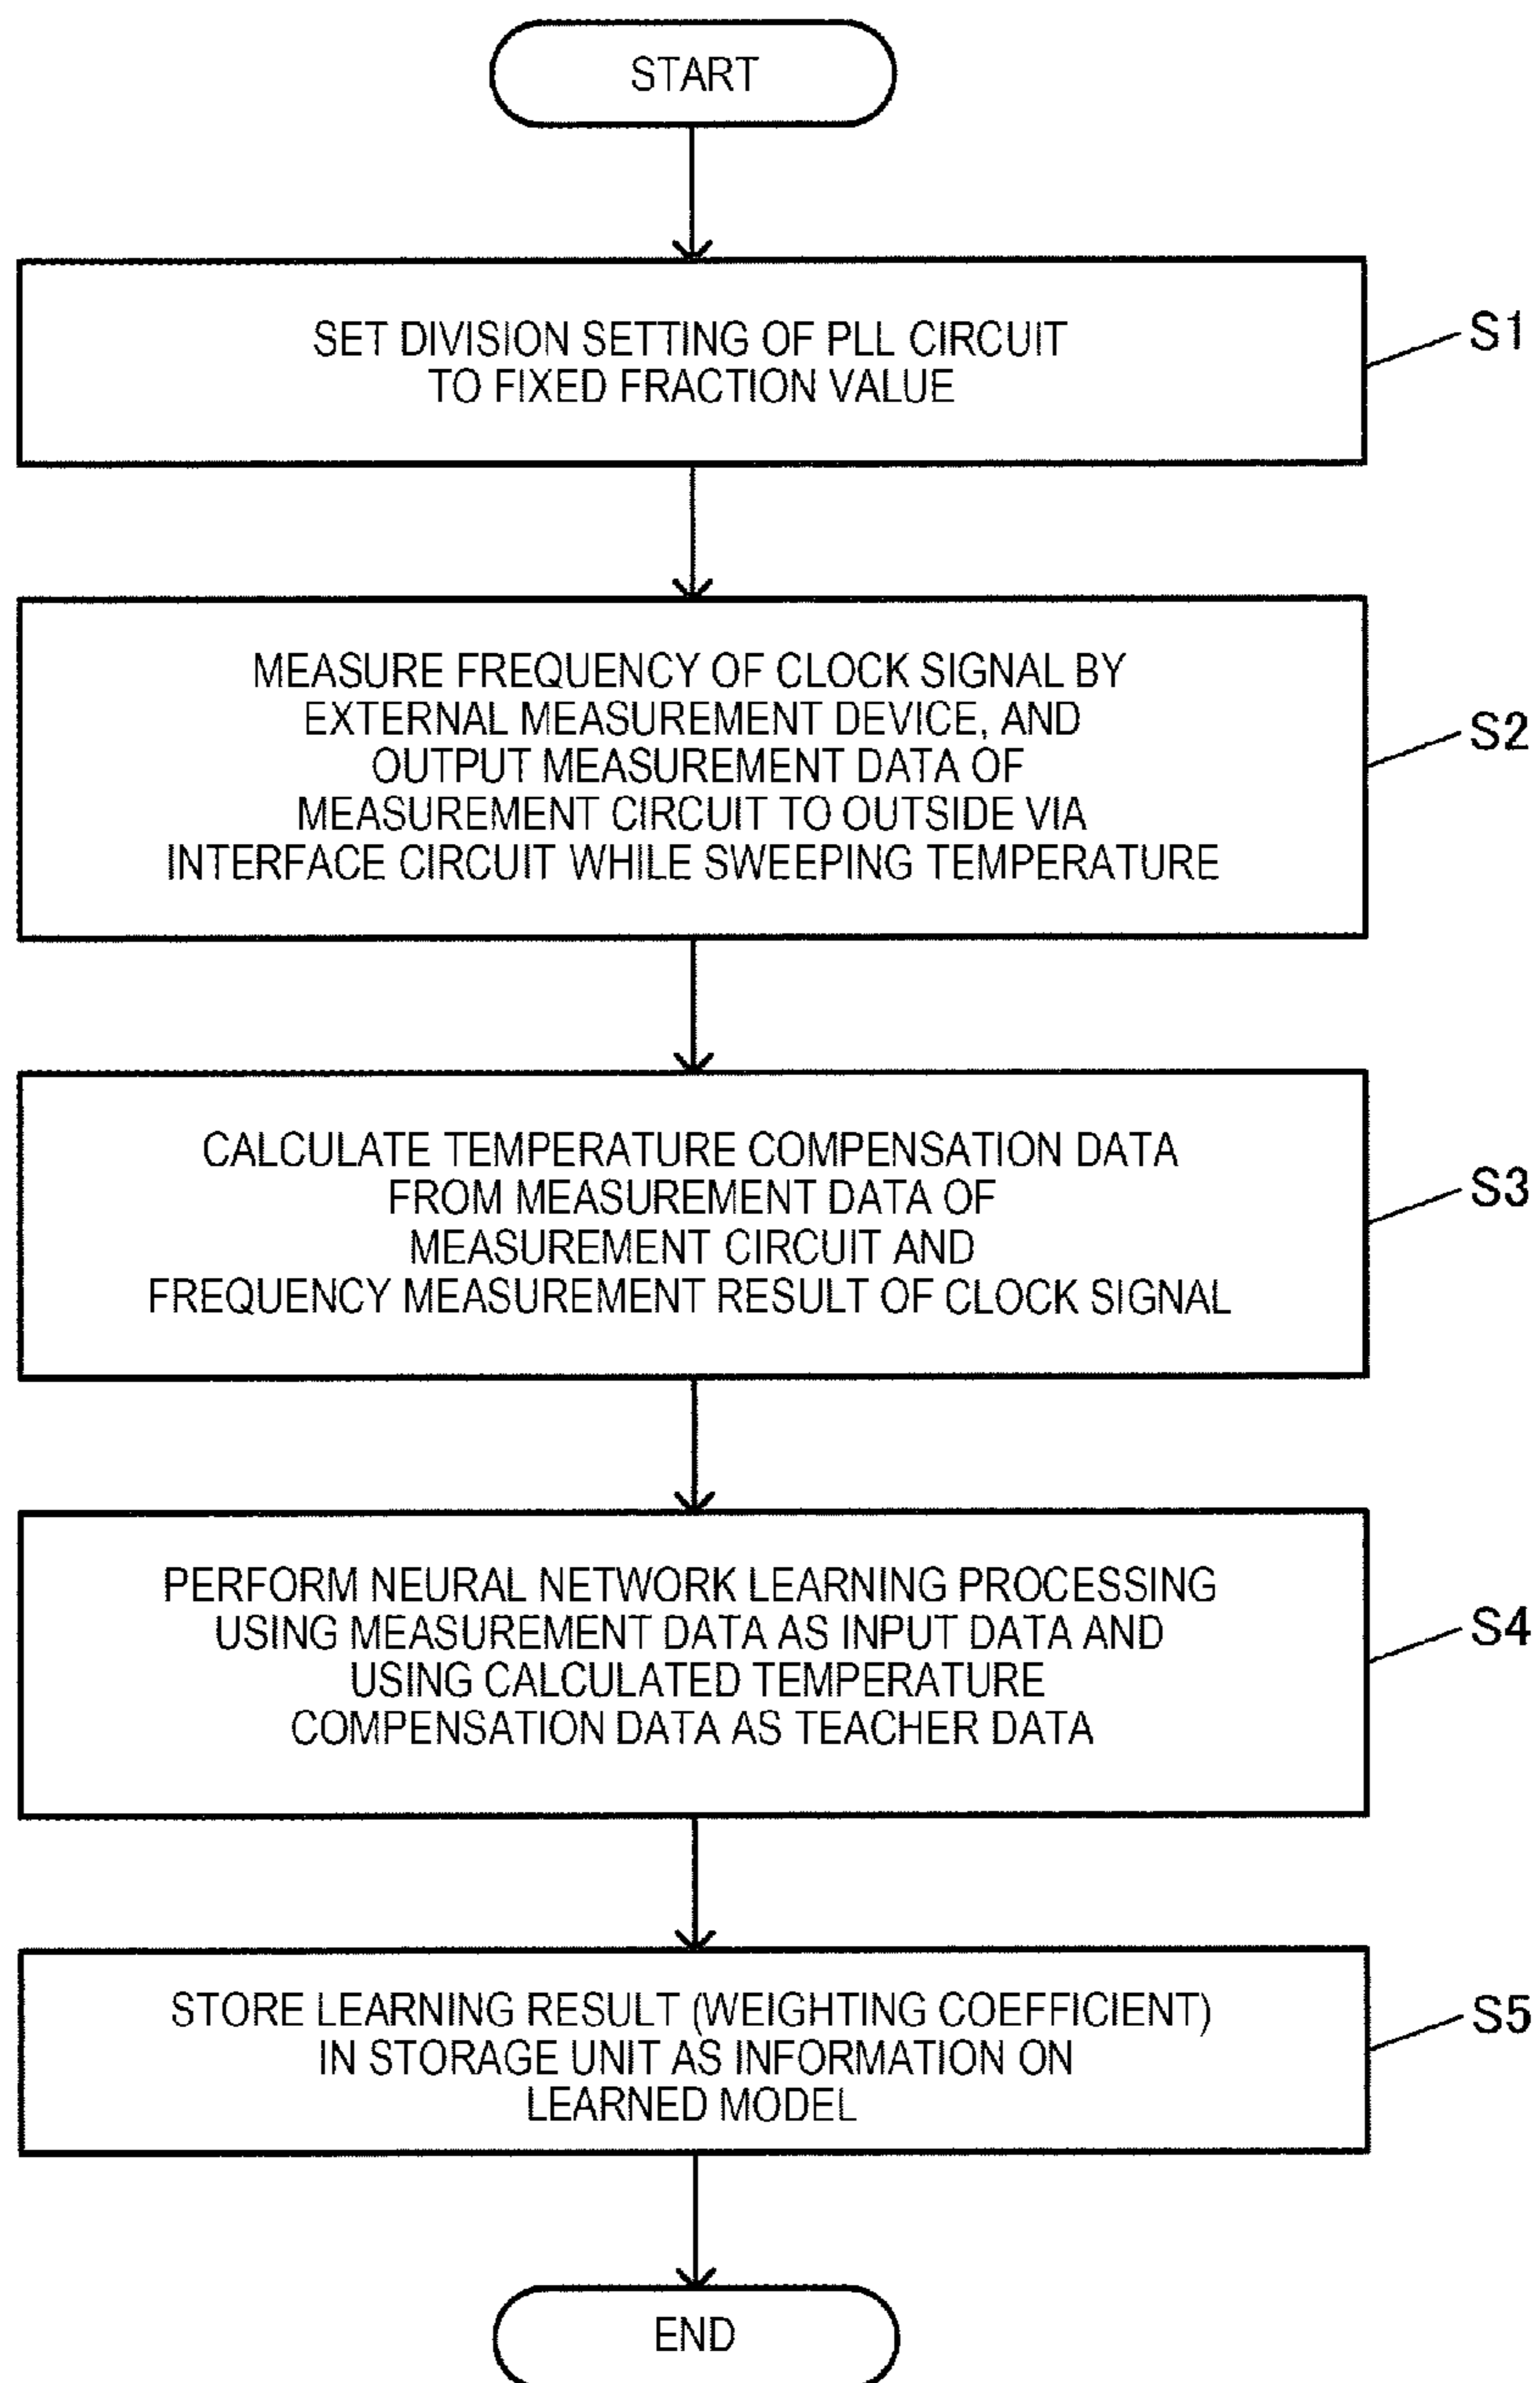 START
SET DIVISION SETTING OF PLL CIRCUIT
TO FIXED FRACTION VALUE
S1
MEASURE FREQUENCY OF CLOCK SIGNAL BY
EXTERNAL MEASUREMENT DEVICE, AND
OUTPUT MEASUREMENT DATA OF
MEASUREMENT CIRCUIT TO OUTSIDE VIA
INTERFACE CIRCUIT WHILE SWEEPING TEMPERATURE
S2
CALCULATE TEMPERATURE COMPENSATION DATA
FROM MEASUREMENT DATA OF
MEASUREMENT CIRCUIT AND
FREQUENCY MEASUREMENT RESULT OF CLOCK SIGNAL
S3
PERFORM NEURAL NETWORK LEARNING PROCESSING
USING MEASUREMENT DATA AS INPUT DATA AND
USING CALCULATED TEMPERATURE
COMPENSATION DATA AS TEACHER DATA
S4
STORE LEARNING RESULT (WEIGHTING COEFFICIENT)
IN STORAGE UNIT AS INFORMATION ON
LEARNED MODEL
S5
END